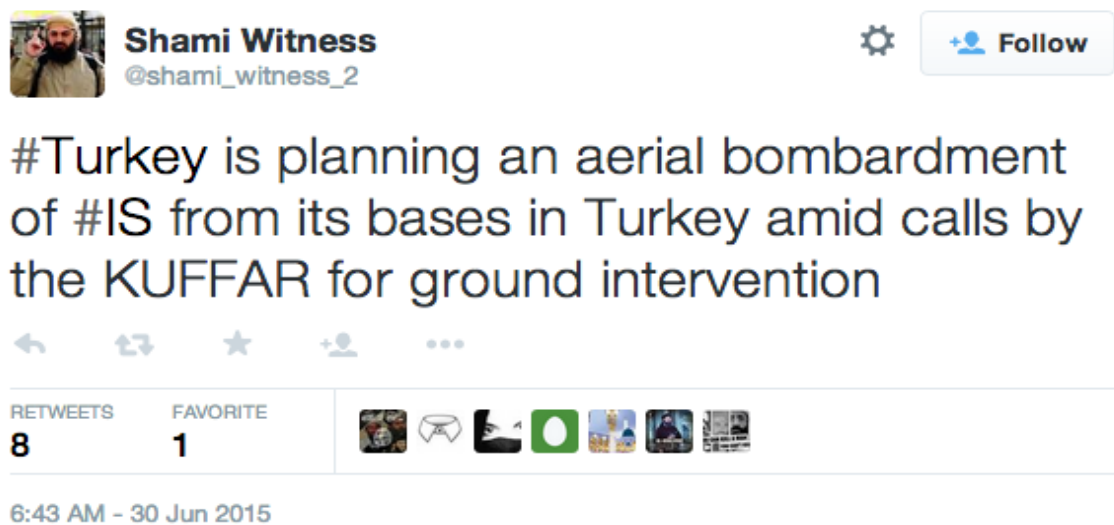 Shami Witness
@shami_witness_2
Follow
#Turkey is planning an aerial bombardment
of #IS from its bases in Turkey amid calls by
the KUFFAR for ground intervention
RETWEETS FAVORITE
8 1
6:43 AM - 30 Jun 2015